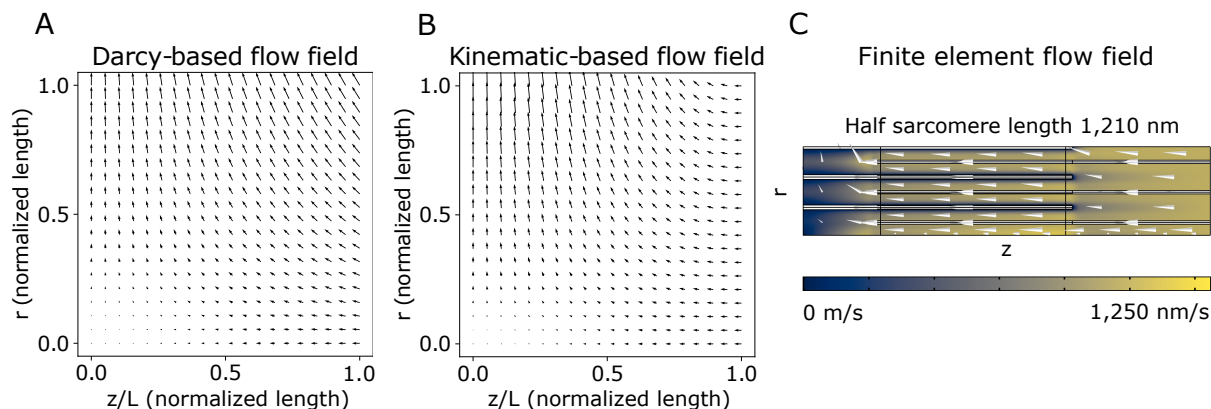 A
Darcy-based flow field
1.0
0.5
0.0
r (normalized length)
0.0
0.5
1.0
z/L (normalized length)
B
Kinematic-based flow field
1.0
0.5
0.0
r (normalized length)
0.0
0.5
1.0
z/L (normalized length)
C
Finite element flow field
Half sarcomere length 1,210 nm
r
z
0 m/s
1,250 nm/s